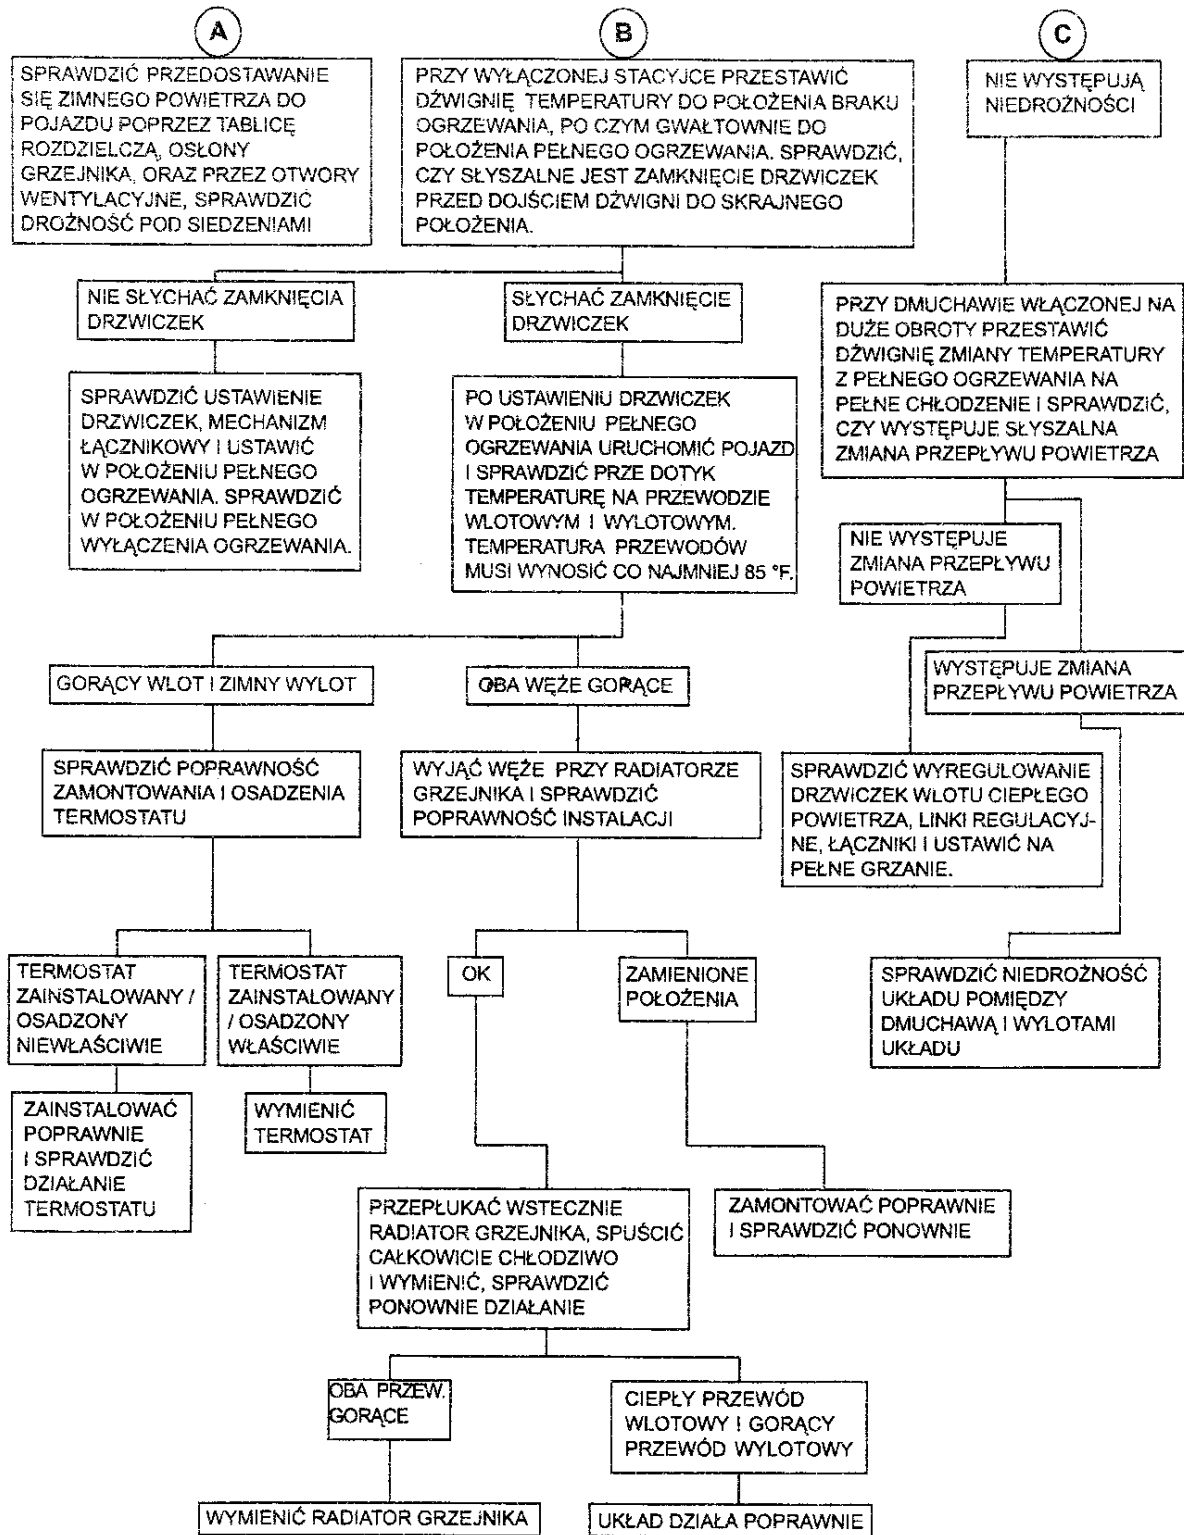 A
SPRAWDZIĆ PRZEDOSTAWANIE
SIĘ ZIMNEGO POWIETRZA DO
POJAZDU POPRZEZ TABLICĘ
ROZDZIELCZĄ, OSŁONY
GRZEJNIKA, ORAZ PRZEZ OTWORY
WENTYLACYJNE, SPRAWDZIĆ
DROŻNOŚĆ POD SIEDZENIAMI
B
PRZY WYŁĄCZONEJ STACYJCE PRZESTAWIĆ
DŹWIGNIĘ TEMPERATURY DO POŁOŻENIA BRAKU
OGRZEWANIA, PO CZYM GWAŁTOWNIE DO
POŁOŻENIA PEŁNEGO OGRZEWANIA. SPRAWDZIĆ,
CZY SŁYSZALNE JEST ZAMKNIĘCIE DRZWICZEK
PRZED DOJŚCIEM DŹWIGNI DO SKRAJNEGO
POŁOŻENIA.
C
NIE WYSTĘPUJĄ
NIEDROŻNOŚCI
NIE SŁYCHAĆ ZAMKNIĘCIA
DRZWICZEK
SŁYCHAĆ ZAMKNIĘCIE
DRZWICZEK
PRZY DMUCHAWIE WŁĄCZONEJ NA
DUŻE OBROTY PRZESTAWIĆ
DŹWIGNIĘ ZMIANY TEMPERATURY
Z PEŁNEGO OGRZEWANIA NA
PEŁNE CHŁODZENIE I SPRAWDZIĆ,
CZY WYSTĘPUJE SŁYSZALNA
ZMIANA PRZEPŁYWU POWIETRZA
SPRAWDZIĆ USTAWIENIE
DRZWICZEK, MECHANIZM
ŁĄCZNIKOWY I USTAWIĆ
W POŁOŻENIU PEŁNEGO
OGRZEWANIA. SPRAWDZIĆ
W POŁOŻENIU PEŁNEGO
WYŁĄCZENIA OGRZEWANIA.
PO USTAWIENIU DRZWICZEK
W POŁOŻENIU PEŁNEGO
OGRZEWANIA URUCHOMIĆ POJAZD
I SPRAWDZIĆ PRZE DOTYK
TEMPERATURĘ NA PRZEWODZIE
WLOTOWYM I WYLOTOWYM.
TEMPERATURA PRZEWODÓW
MUSI WYNOSIĆ CO NAJMNIEJ 85 °F.
NIE WYSTĘPUJE
ZMIANA PRZEPŁYWU
POWIETRZA
WYSTĘPUJE ZMIANA
PRZEPŁYWU POWIETRZA
GORĄCY WLOT I ZIMNY WYLOT
OBA WĘŻE GORĄCE
SPRAWDZIĆ POPRAWNOŚĆ
ZAMONTOWANIA I OSADZENIA
TERMOSTATU
WYJĄĆ WĘŻE PRZY RADIATORZE
GRZEJNIKA I SPRAWDZIĆ
POPRAWNOŚĆ INSTALACJI
SPRAWDZIĆ WYREGULOWANIE
DRZWICZEK WLOTU CIEPŁEGO
POWIETRZA, LINKI REGULACYJ-
NE, ŁĄCZNIKI I USTAWIĆ NA
PEŁNE GRZANIE.
TERMOSTAT
ZAINSTALOWANY /
OSADZONY
NIEWŁAŚCIWIE
TERMOSTAT
ZAINSTALOWANY
/ OSADZONY
WŁAŚCIWIE
OK
ZAMIENIONE
POŁOŻENIA
SPRAWDZIĆ NIEDROŻNOŚĆ
UKŁADU POMIĘDZY
DMUCHAWĄ I WYLOTAMI
UKŁADU
ZAINSTALOWAĆ
POPRAWNIE
I SPRAWDZIĆ
DZIAŁANIE
TERMOSTATU
WYMIENIĆ
TERMOSTAT
PRZEPŁUKAĆ WSTECZNIE
RADIATOR GRZEJNIKA, SPUŚCIĆ
CAŁKOWICIE CHŁODZIWO
I WYMIENIĆ, SPRAWDZIĆ
PONOWNIE DZIAŁANIE
ZAMONTOWAĆ POPRAWNIE
I SPRAWDZIĆ PONOWNIE
OBA PRZEW.
GORĄCE
CIEPŁY PRZEWÓD
WLOTOWY I GORĄCY
PRZEWÓD WYLOTOWY
WYMIENIĆ RADIATOR GRZEJNIKA
UKŁAD DZIAŁA POPRAWNIE